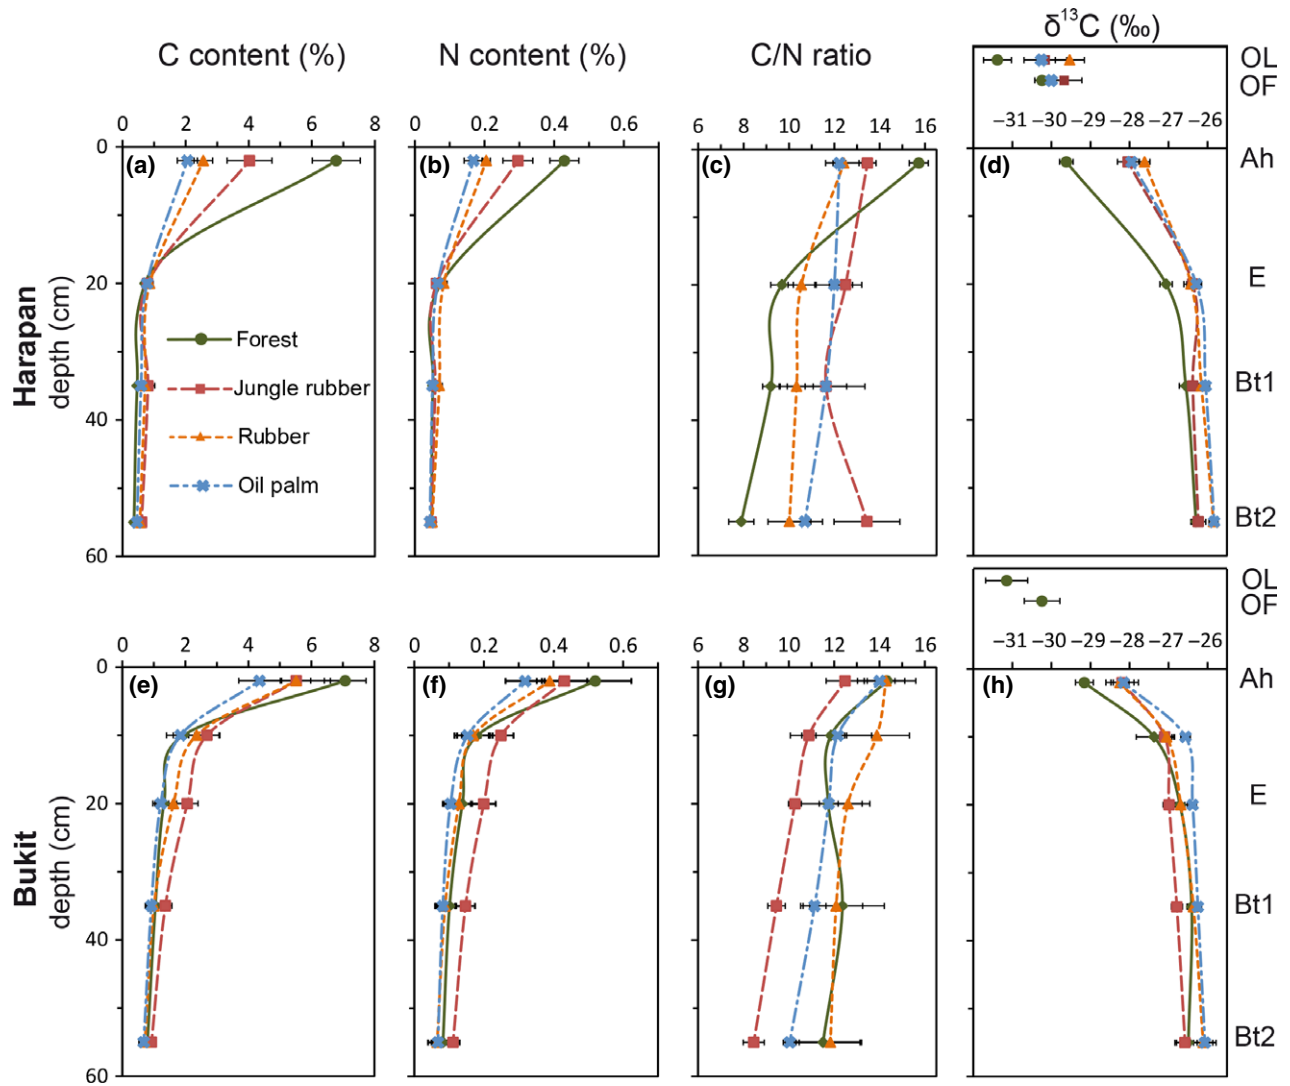 C content (%)
N content (%)
C/N ratio
δ¹³C (‰)
OL
OF
−31 −30 −29 −28 −27 −26
0 2 4 6 8
0 0.2 0.4 0.6
6 8 10 12 14 16
(a)
(b)
(c)
(d)
Ah
E
Bt1
Bt2
Harapan
depth (cm)
0
20
40
60
Forest
Jungle rubber
Rubber
Oil palm
OL
OF
−31 −30 −29 −28 −27 −26
0 2 4 6 8
0 0.2 0.4 0.6
6 8 10 12 14 16
(e)
(f)
(g)
(h)
Ah
E
Bt1
Bt2
Bukit
depth (cm)
0
20
40
60